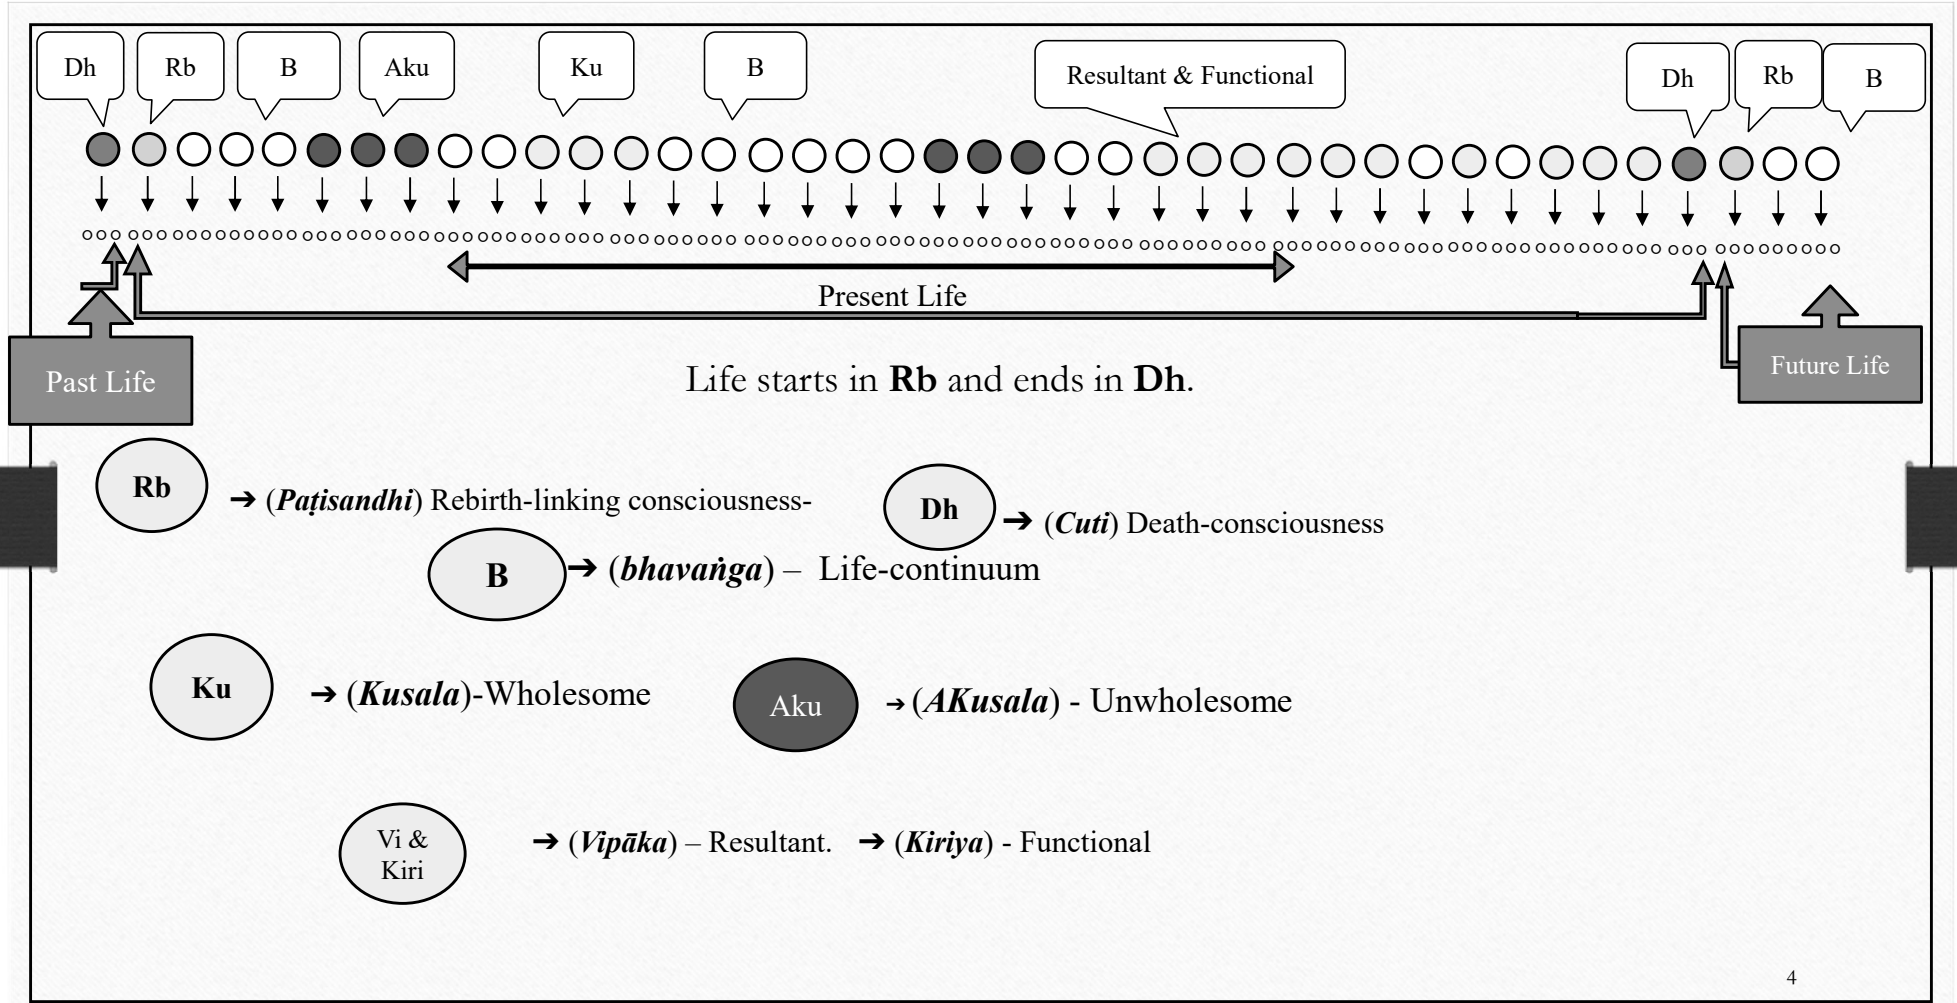 Dh
Rb
B
Aku
Ku
B
Resultant & Functional
Dh
Rb
B
Present Life
Past Life
Future Life
Life starts in Rb and ends in Dh.
Rb
➔ (Paṭisandhi) Rebirth-linking consciousness-
Dh
➔ (Cuti) Death-consciousness
B
➔ (bhavaṅga) – Life-continuum
Ku
➔ (Kusala)-Wholesome
Aku
➔ (AKusala) - Unwholesome
Vi &
Kiri
➔ (Vipāka) – Resultant. ➔ (Kiriya) - Functional
4